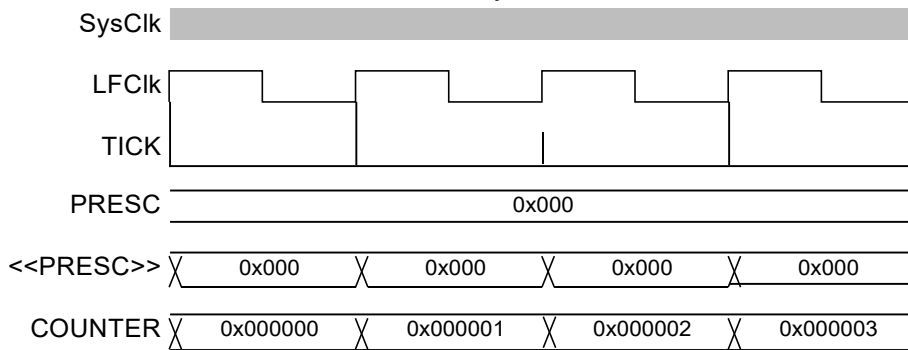 SysClk
LFClk
TICK
PRESC 0x000
<<PRESC>> 0x000 0x000 0x000 0x000
COUNTER 0x000000 0x000001 0x000002 0x000003